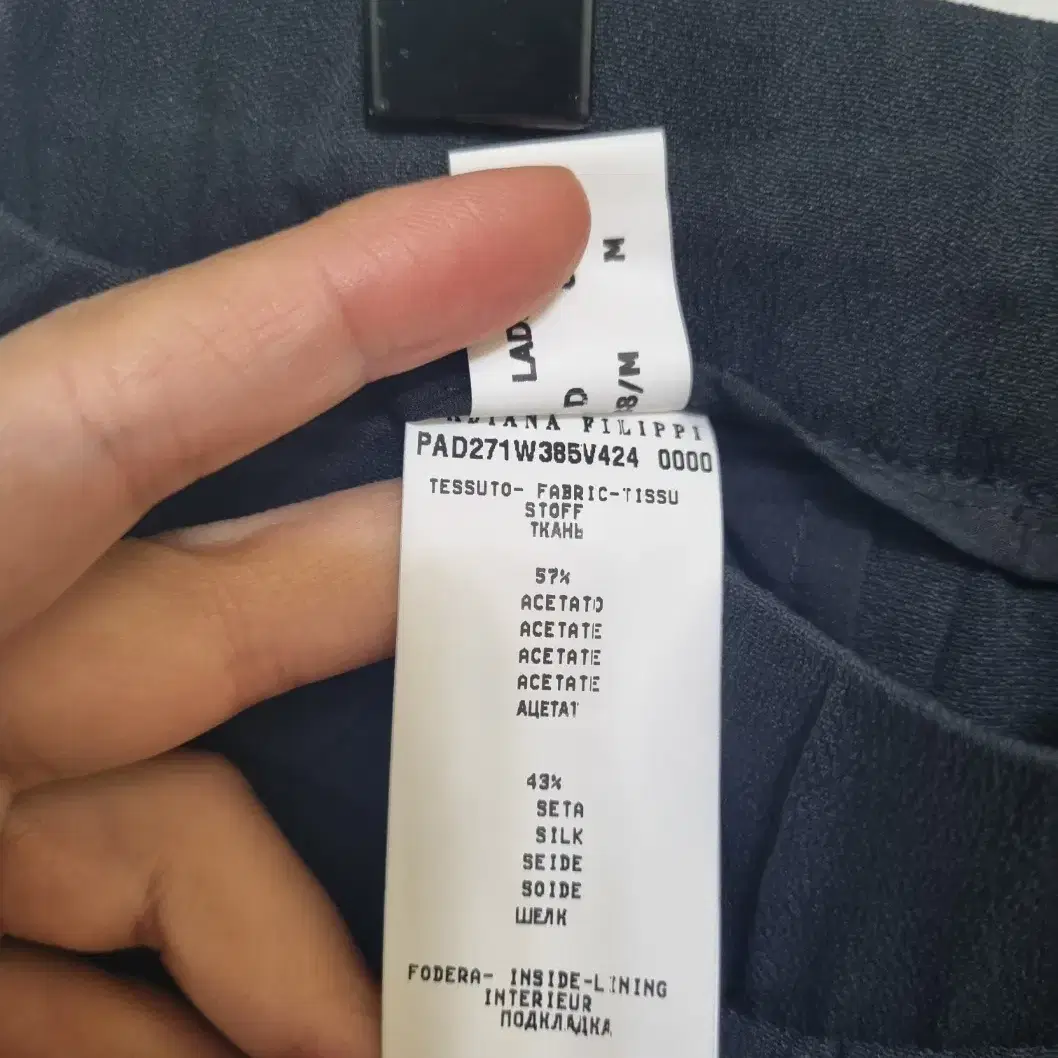 M
8/M
FILIPPI
PAD271W385V424 0000
TESSUTO- FABRIC-TISSU
STOFF
ТКАНЬ
57%
ACETATO
ACETATE
ACETATE
ACETATE
АЦЕТАТ
43%
SETA
SILK
SEIDE
SOIDE
ШЕЛК
FODERA- INSIDE-LINING
INTERIEUR
ПОДКЛАДКА